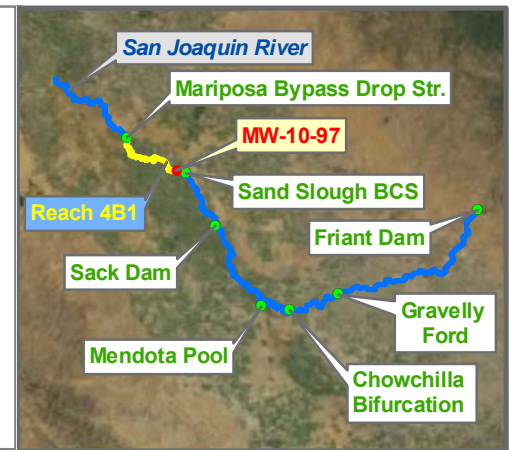 San Joaquin River
Mariposa Bypass Drop Str.
MW-10-97
Sand Slough BCS
Reach 4B1
Friant Dam
Sack Dam
Gravelly
Ford
Mendota Pool
Chowchilla
Bifurcation